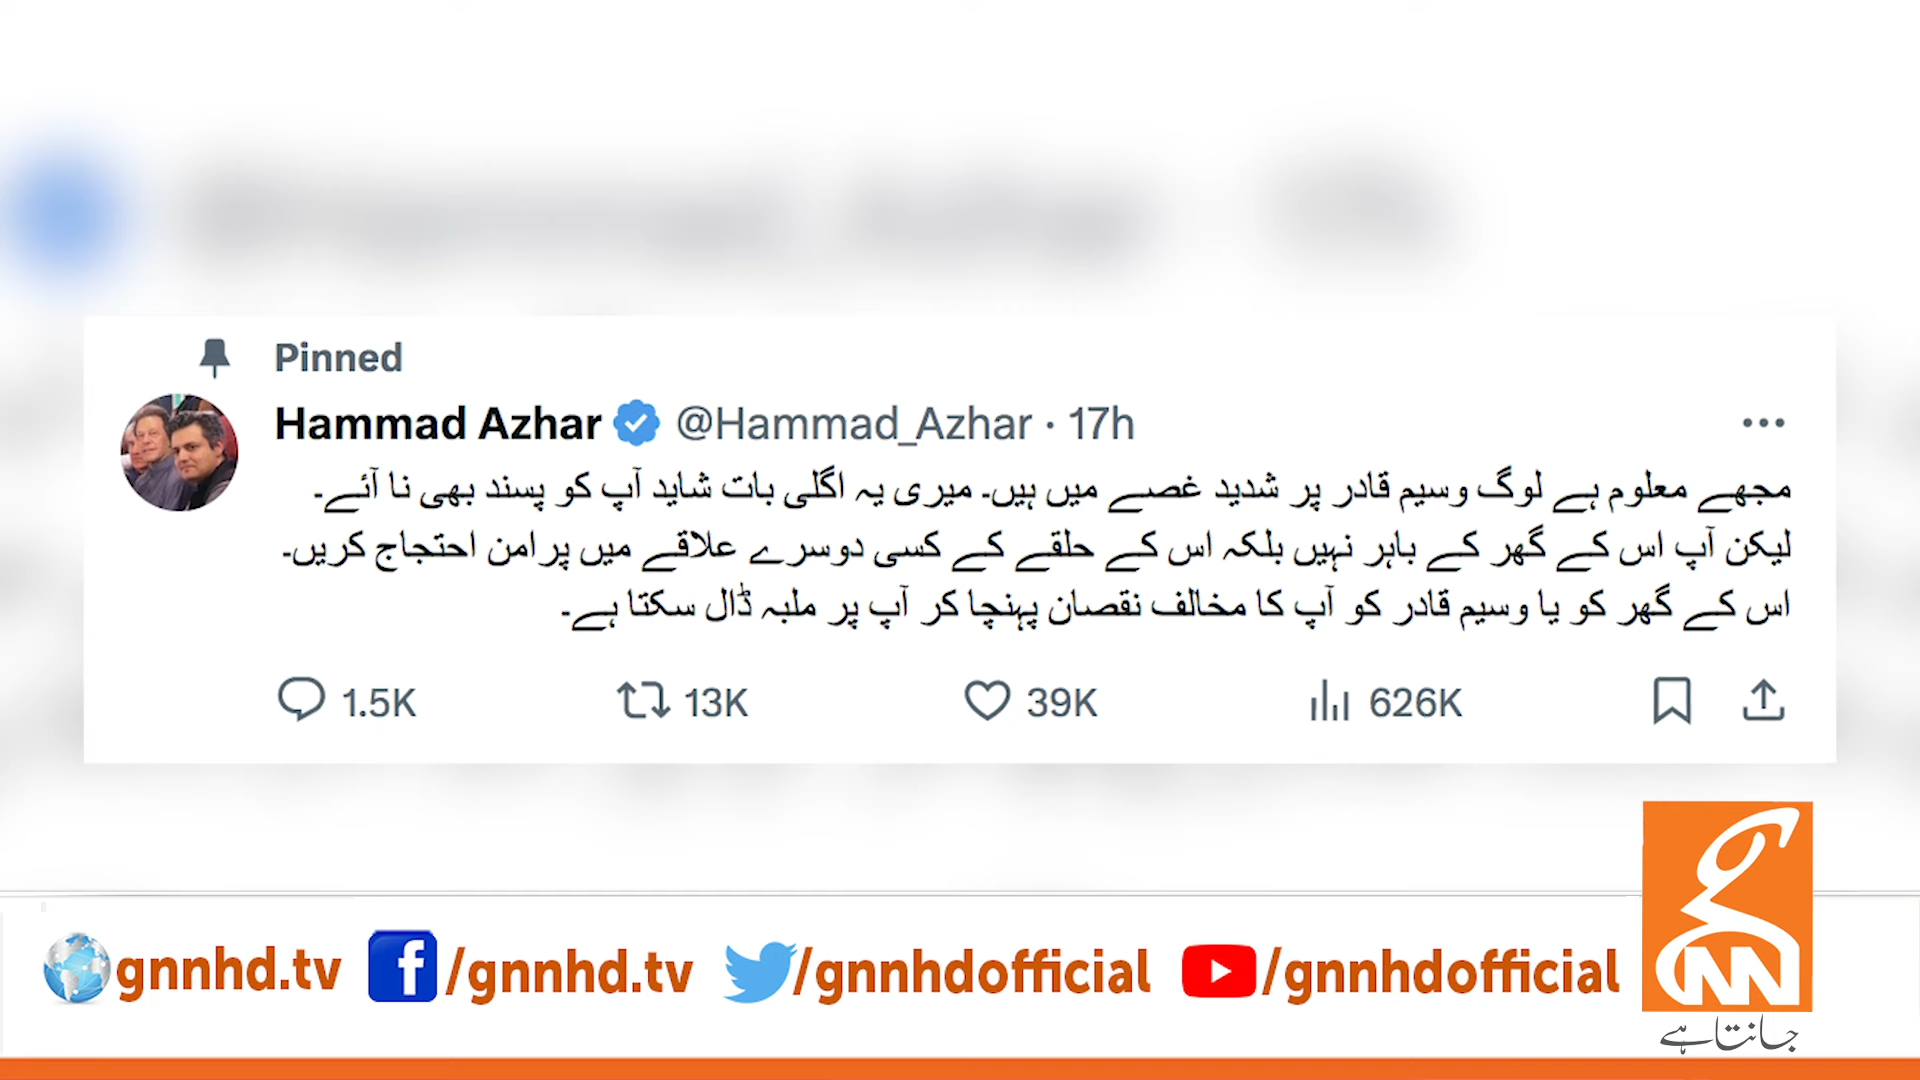 Pinned
Hammad Azhar @Hammad_Azhar · 17h
مجھے معلوم ہے لوگ وسیم قادر پر شدید غصے میں ہیں۔ میری یہ اگلی بات شاید آپ کو پسند بھی نا آئے۔
لیکن آپ اس کے گھر کے باہر نہیں بلکہ اس کے حلقے کے کسی دوسرے علاقے میں پرامن احتجاج کریں۔
اس کے گھر کو یا وسیم قادر کو آپ کا مخالف نقصان پہنچا کر آپ پر ملبہ ڈال سکتا ہے۔
1.5K 13K 39K 626K
gnnhd.tv f/gnnhd.tv /gnnhdofficial /gnnhdofficial
GNN
جانتا ہے